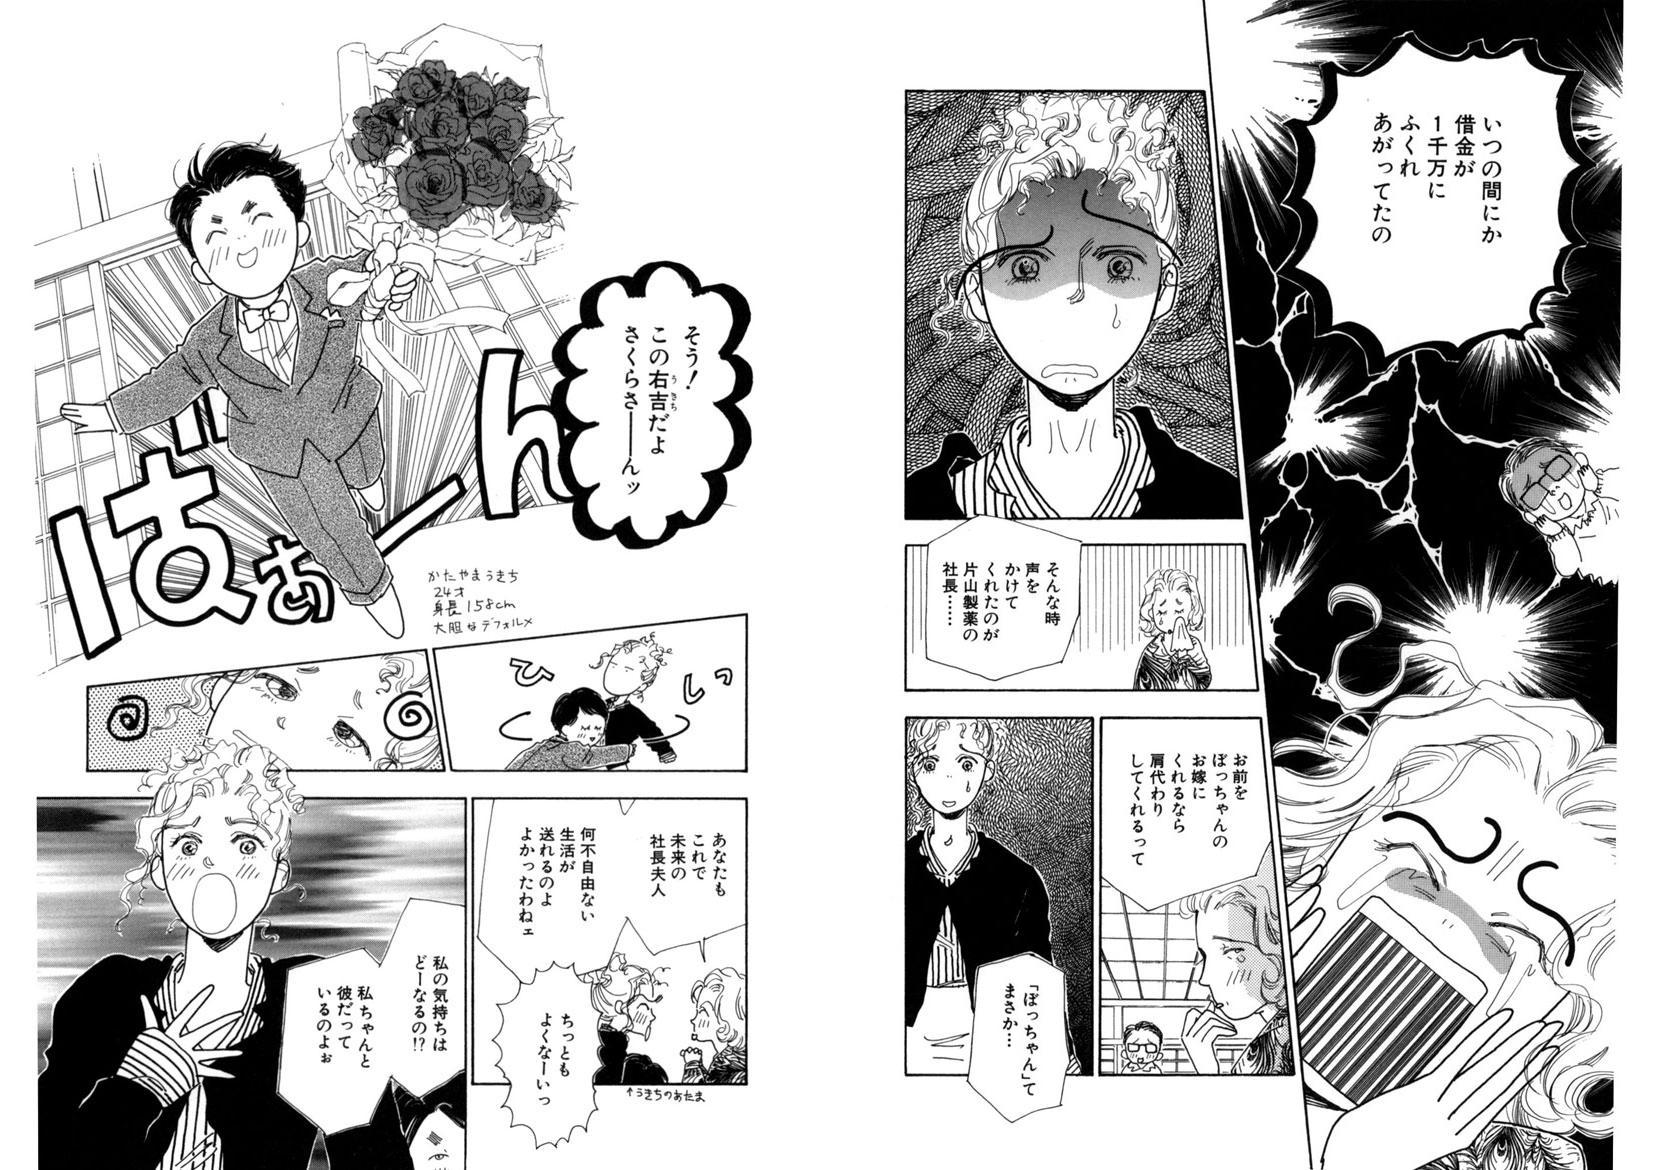 いつの間にか
借金が
1千万に
ふくれ
あがってたの
そんな時
声を
かけて
くれたのが
片山製薬の
社長……
お前を
ぼっちゃんの
お嫁に
くれるなら
肩代わり
してくれるって
「ぼっちゃん」て
まさか…
そう!
この右吉だよ
うきち
さくらさ――んッ
ばぁーん
かたやまうきち
24才
身長158cm
大胆なデフォルメ
ひしっ
あなたも
これで
未来の
社長夫人
何不自由ない
生活が
送れるのよ
よかったわねェ
ちっとも
よくなーいっ
↑うきちのあたま
私の気持ちは
どーなるの!?
私ちゃんと
彼だって
いるのよぉ